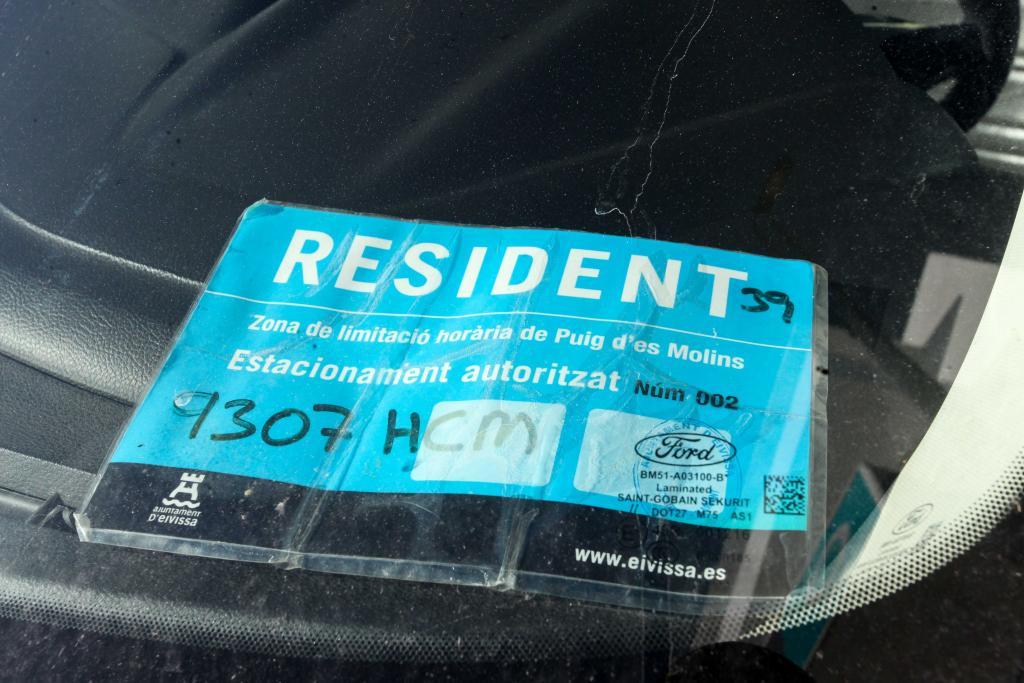 RESIDENT 39
Zona de limitació horària de Puig d'es Molins
Estacionament autoritzat Núm 002
9307 HCM
Ford
BM51-A03100-B*
Laminated
SAINT-GOBAIN SEKURIT
DOT27 M75 AS1
ajuntament
D'EIVISSA
www.eivissa.es